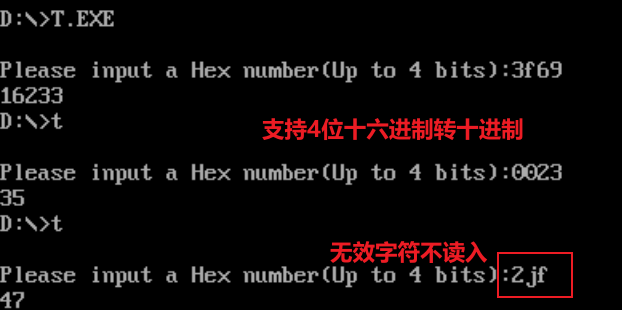 D:\>T.EXE
Please input a Hex number(Up to 4 bits):3f69
16233
D:\>t
支持4位十六进制转十进制
Please input a Hex number(Up to 4 bits):0023
35
D:\>t
无效字符不读入
Please input a Hex number(Up to 4 bits):2jf
47